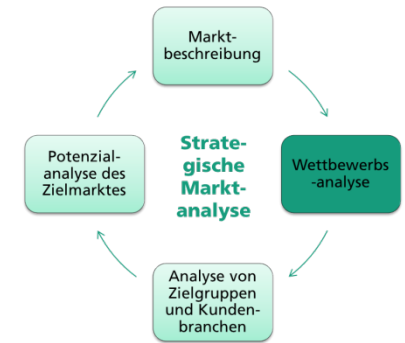 Markt-
beschreibung
Potenzial-
analyse des
Zielmarktes
Strate-
gische
Markt-
analyse
Wettbewerbs
-analyse
Analyse von
Zielgruppen
und Kunden-
branchen